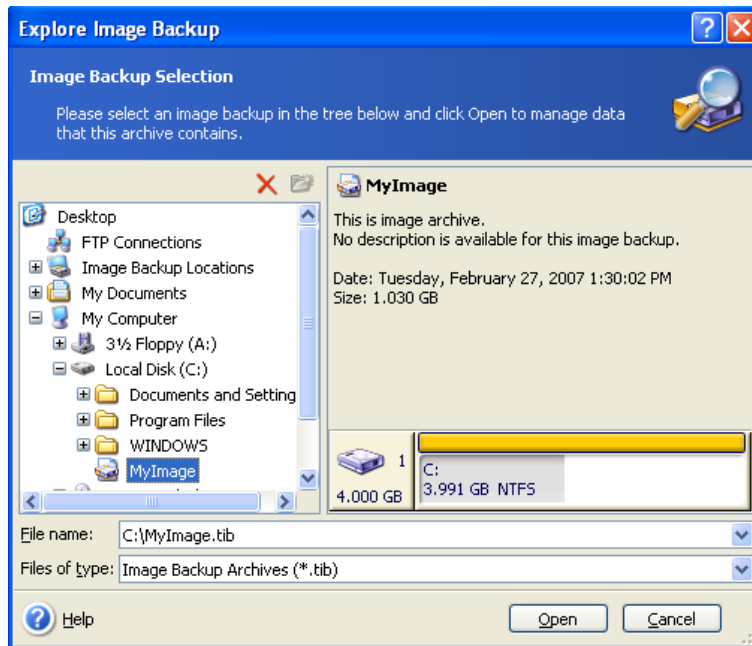 Explore Image Backup
Image Backup Selection
Please select an image backup in the tree below and click Open to manage data
that this archive contains.
Desktop
FTP Connections
Image Backup Locations
My Documents
My Computer
3½ Floppy (A:)
Local Disk (C:)
Documents and Setting
Program Files
WINDOWS
MyImage
MyImage
This is image archive.
No description is available for this image backup.
Date: Tuesday, February 27, 2007 1:30:02 PM
Size: 1.030 GB
1
4.000 GB
C:
3.991 GB NTFS
File name:
C:\MyImage.tib
Files of type:
Image Backup Archives (*.tib)
Help
Open
Cancel